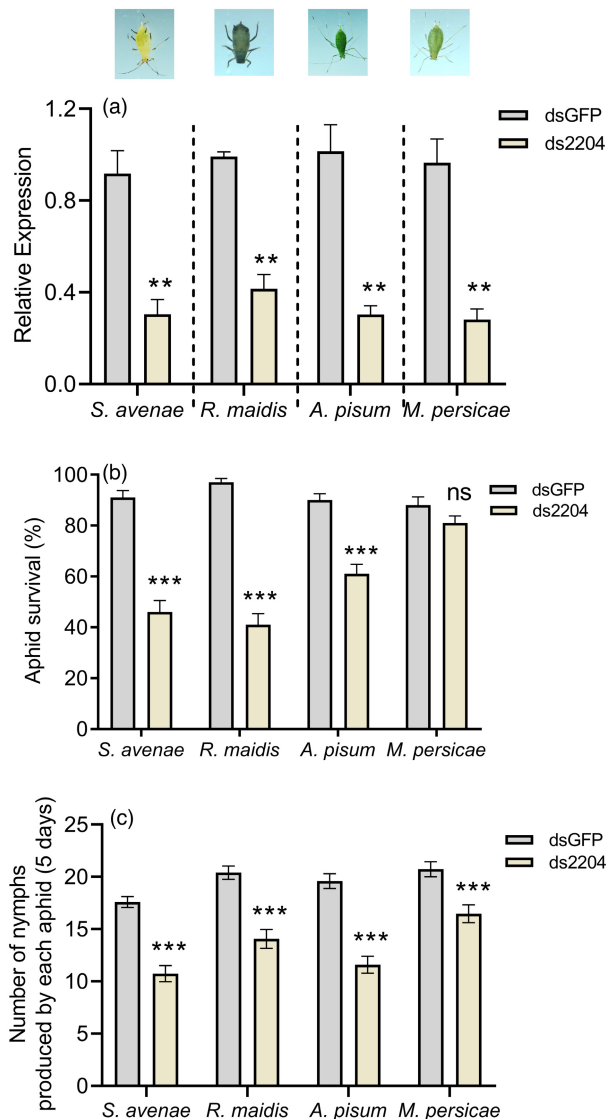 (a)
dsGFP
ds2204
Relative Expression
1.2
0.8
0.4
0.0
**
**
**
**
S. avenae R. maidis A. pisum M. persicae
(b)
dsGFP
ds2204
Aphid survival (%)
100
80
60
40
20
0
***
***
***
ns
S. avenae R. maidis A. pisum M. persicae
(c)
dsGFP
ds2204
Number of nymphs
produced by each aphid (5 days)
25
20
15
10
5
0
***
***
***
***
S. avenae R. maidis A. pisum M. persicae